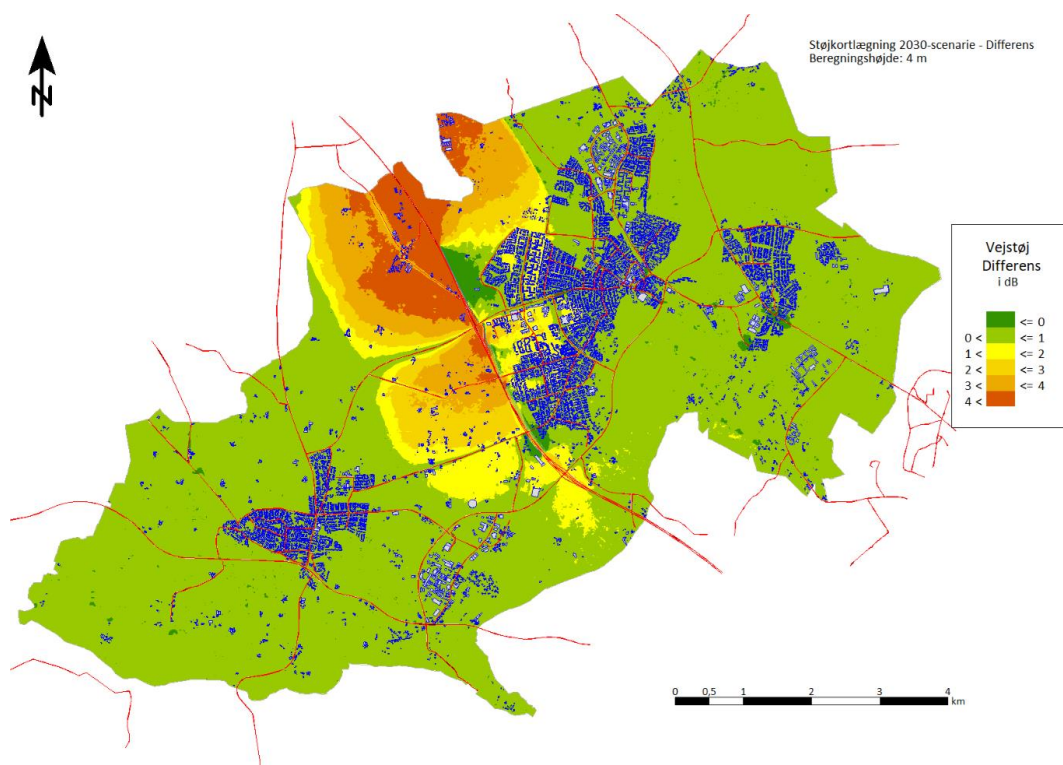 Støjkortlægning 2030-scenarie - Differens
Beregningshøjde: 4 m
N
Vejstøj
Differens
i dB
<= 0
0 < <= 1
1 < <= 2
2 < <= 3
3 < <= 4
4 <
0 0,5 1 2 3 4
km